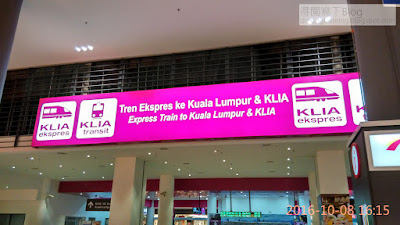 KLIA
ekspres
KLIA
transit
Tren Ekspres ke Kuala Lumpur & KLIA
Express Train to Kuala Lumpur & KLIA
KLIA
ekspres
2016-10-08 16:15